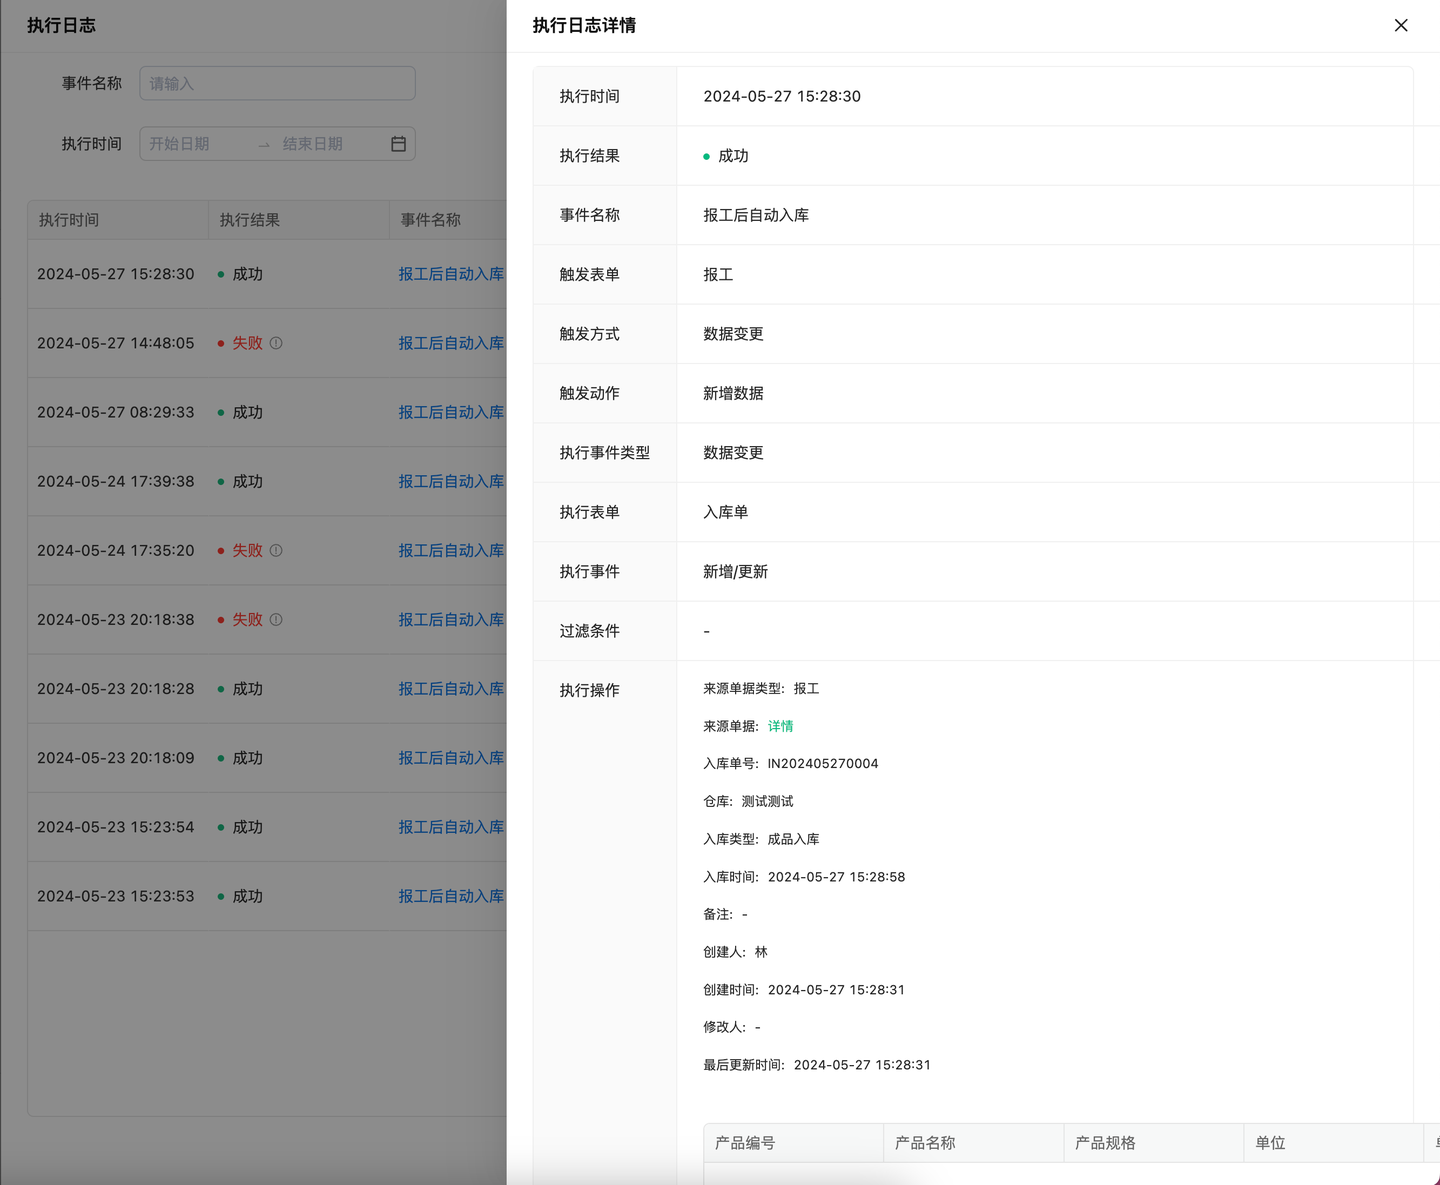 执行日志
事件名称 请输入
执行时间 开始日期 → 结束日期
执行时间 执行结果 事件名称
2024-05-27 15:28:30 成功 报工后自动入库
2024-05-27 14:48:05 失败 报工后自动入库
2024-05-27 08:29:33 成功 报工后自动入库
2024-05-24 17:39:38 成功 报工后自动入库
2024-05-24 17:35:20 失败 报工后自动入库
2024-05-23 20:18:38 失败 报工后自动入库
2024-05-23 20:18:28 成功 报工后自动入库
2024-05-23 20:18:09 成功 报工后自动入库
2024-05-23 15:23:54 成功 报工后自动入库
2024-05-23 15:23:53 成功 报工后自动入库
执行日志详情
执行时间 2024-05-27 15:28:30
执行结果 成功
事件名称 报工后自动入库
触发表单 报工
触发方式 数据变更
触发动作 新增数据
执行事件类型 数据变更
执行表单 入库单
执行事件 新增/更新
过滤条件 -
执行操作 来源单据类型: 报工
来源单据: 详情
入库单号: IN202405270004
仓库: 测试测试
入库类型: 成品入库
入库时间: 2024-05-27 15:28:58
备注: -
创建人: 林
创建时间: 2024-05-27 15:28:31
修改人: -
最后更新时间: 2024-05-27 15:28:31
产品编号 产品名称 产品规格 单位